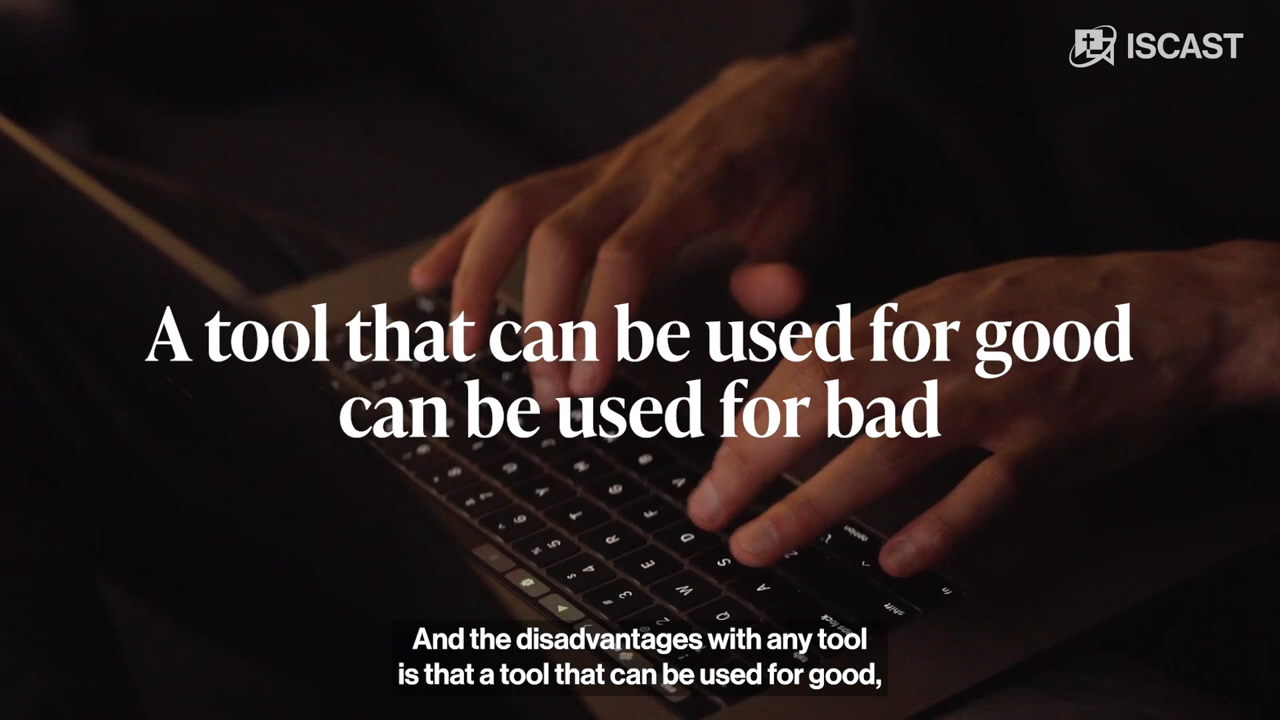 ISCAST
A tool that can be used for good
can be used for bad
And the disadvantages with any tool
is that a tool that can be used for good,